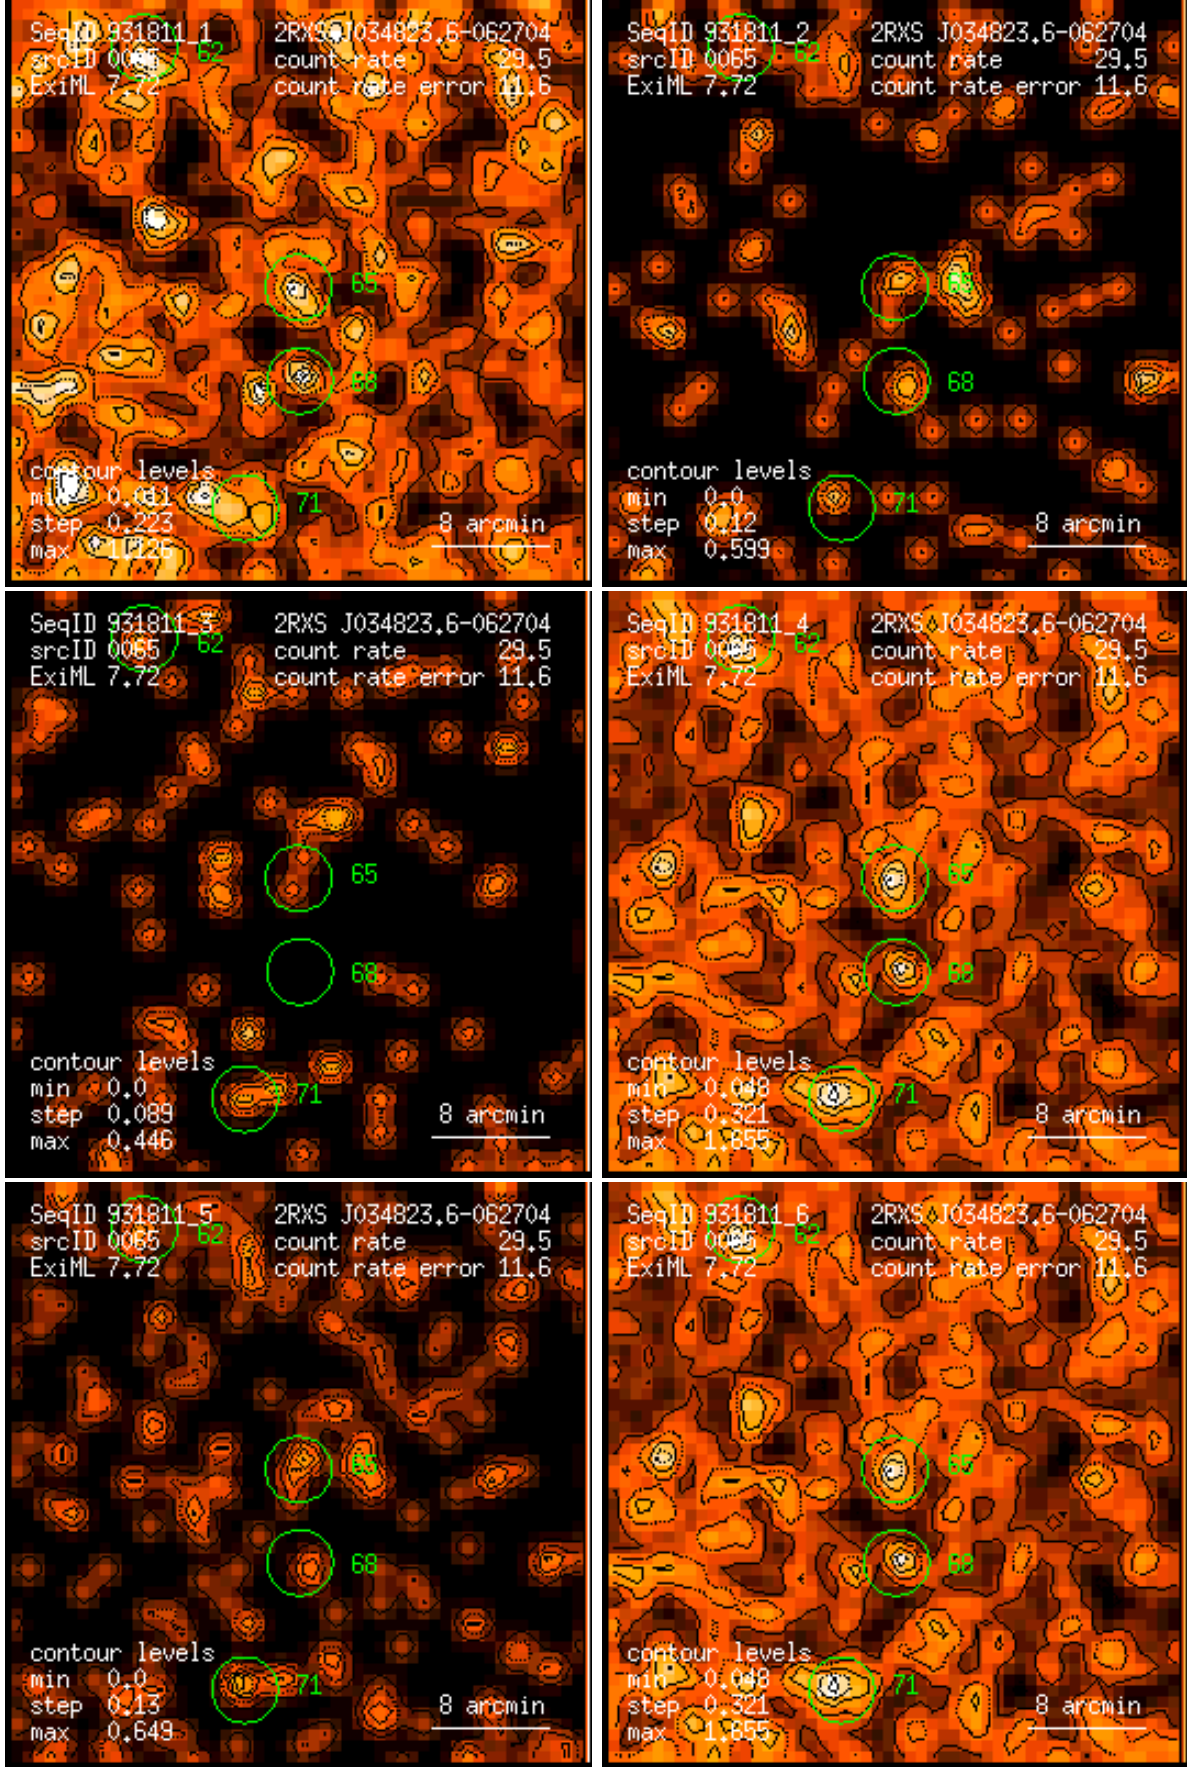 SeqID 931811_1 62 2RXS J034823.6-062704
srcID 0065 count rate 29.5
ExiML 7.72 count rate error 11.6
65
68
contour levels
min 0.011
step 0.223 71 8 arcmin
max 1.126
SeqID 931811_2 62 2RXS J034823.6-062704
srcID 0065 count rate 29.5
ExiML 7.72 count rate error 11.6
65
68
contour levels
min 0.0
step 0.12 71 8 arcmin
max 0.599
SeqID 931811_3 62 2RXS J034823.6-062704
srcID 0065 count rate 29.5
ExiML 7.72 count rate error 11.6
65
68
contour levels
min 0.0
step 0.089 71 8 arcmin
max 0.446
SeqID 931811_4 62 2RXS J034823.6-062704
srcID 0065 count rate 29.5
ExiML 7.72 count rate error 11.6
65
68
contour levels
min 0.048
step 0.321 71 8 arcmin
max 1.655
SeqID 931811_5 62 2RXS J034823.6-062704
srcID 0065 count rate 29.5
ExiML 7.72 count rate error 11.6
65
68
contour levels
min 0.0
step 0.13 71 8 arcmin
max 0.649
SeqID 931811_6 62 2RXS J034823.6-062704
srcID 0065 count rate 29.5
ExiML 7.72 count rate error 11.6
65
68
contour levels
min 0.048
step 0.321 71 8 arcmin
max 1.655